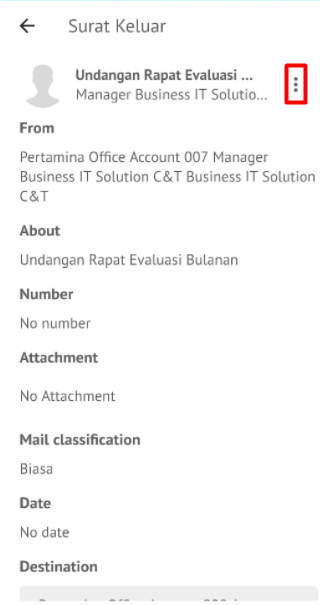 Surat Keluar
Undangan Rapat Evaluasi ...
Manager Business IT Solutio...
From
Pertamina Office Account 007 Manager
Business IT Solution C&T Business IT Solution
C&T
About
Undangan Rapat Evaluasi Bulanan
Number
No number
Attachment
No Attachment
Mail classification
Biasa
Date
No date
Destination